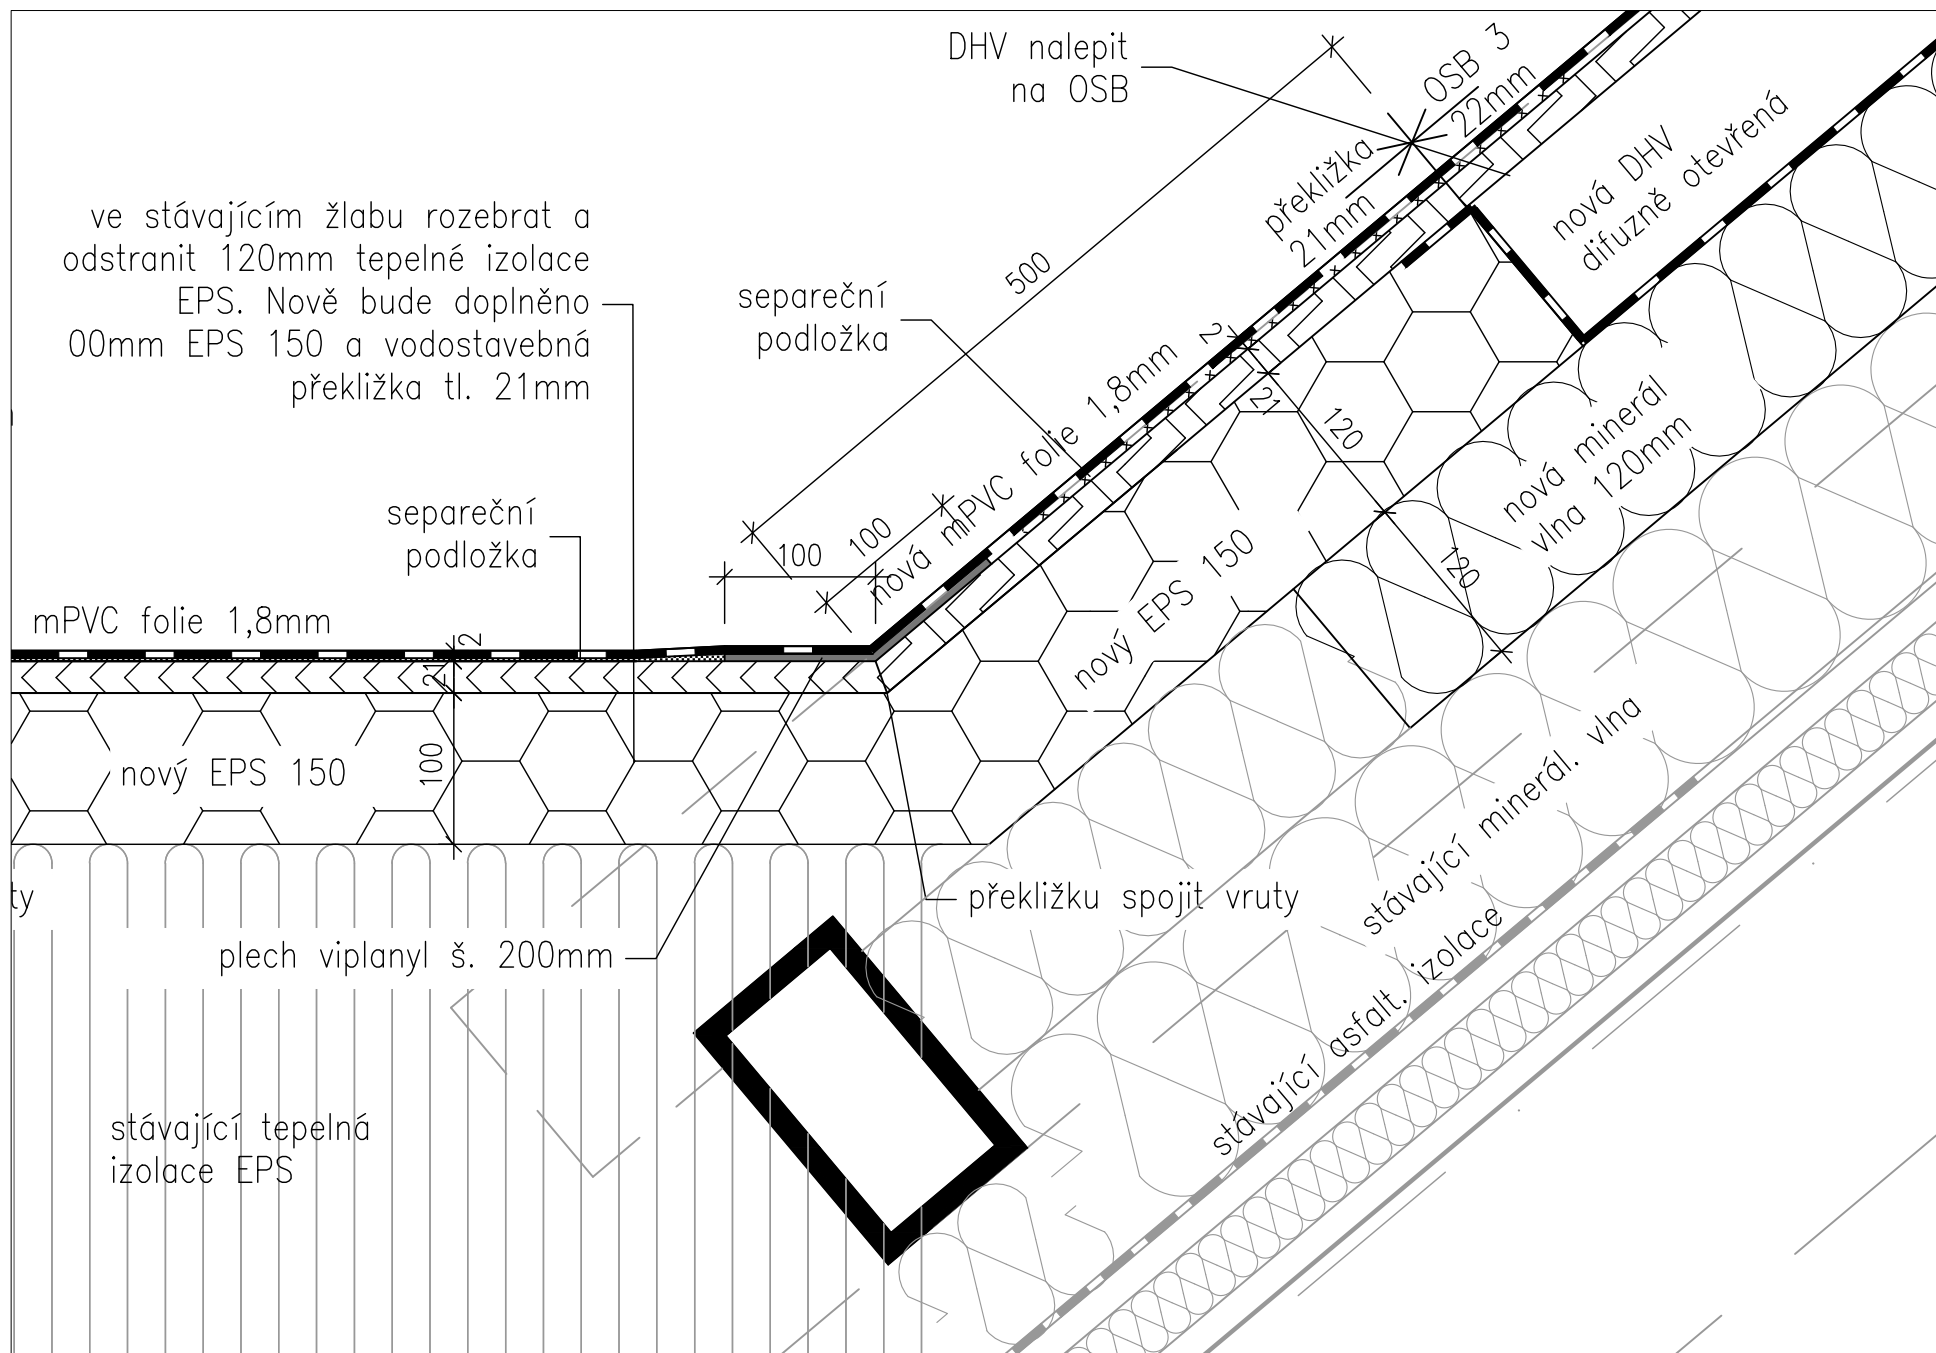 DHV nalepit
na OSB
OSB 3
22mm
překližka
21mm
nová DHV
difuzně otevřená
ve stávajícím žlabu rozebrat a
odstranit 120mm tepelné izolace
EPS. Nově bude doplněno
00mm EPS 150 a vodostavebná
překližka tl. 21mm
500
separeční
podložka
2
21
120
120
nová minerál
vlna 120mm
separeční
podložka
100
100
nová mPVC folie 1,8mm
nový EPS 150
mPVC folie 1,8mm
2
21
100
nový EPS 150
ty
překližku spojit vruty
plech viplanyl š. 200mm
stávající minerál. vlna
stávající asfalt. izolace
stávající tepelná
izolace EPS